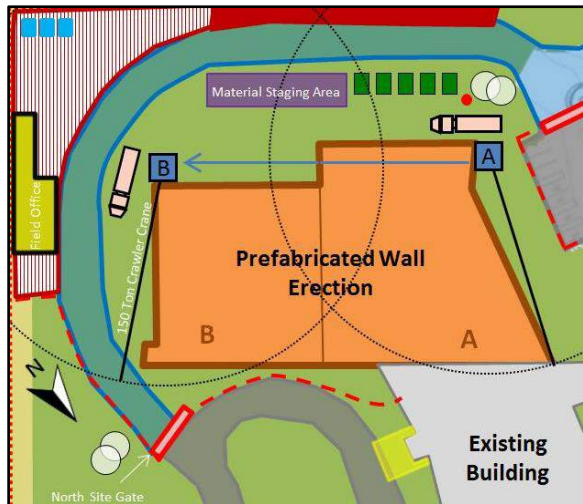 Material Staging Area
B
A
Field Office
150 Ton Crawler Crane
Prefabricated Wall
Erection
B
A
N
Existing
Building
North Site Gate